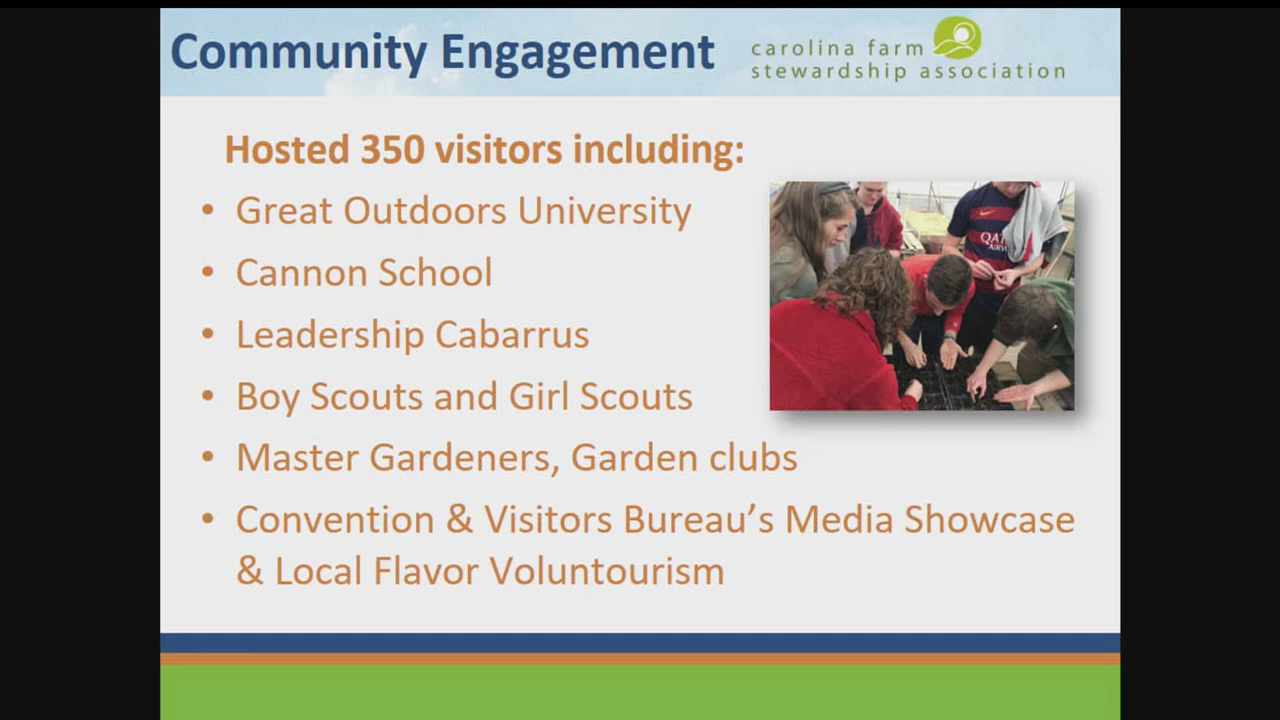 Community Engagement
carolina farm
stewardship association
Hosted 350 visitors including:
• Great Outdoors University
• Cannon School
• Leadership Cabarrus
• Boy Scouts and Girl Scouts
• Master Gardeners, Garden clubs
• Convention & Visitors Bureau’s Media Showcase
& Local Flavor Voluntourism